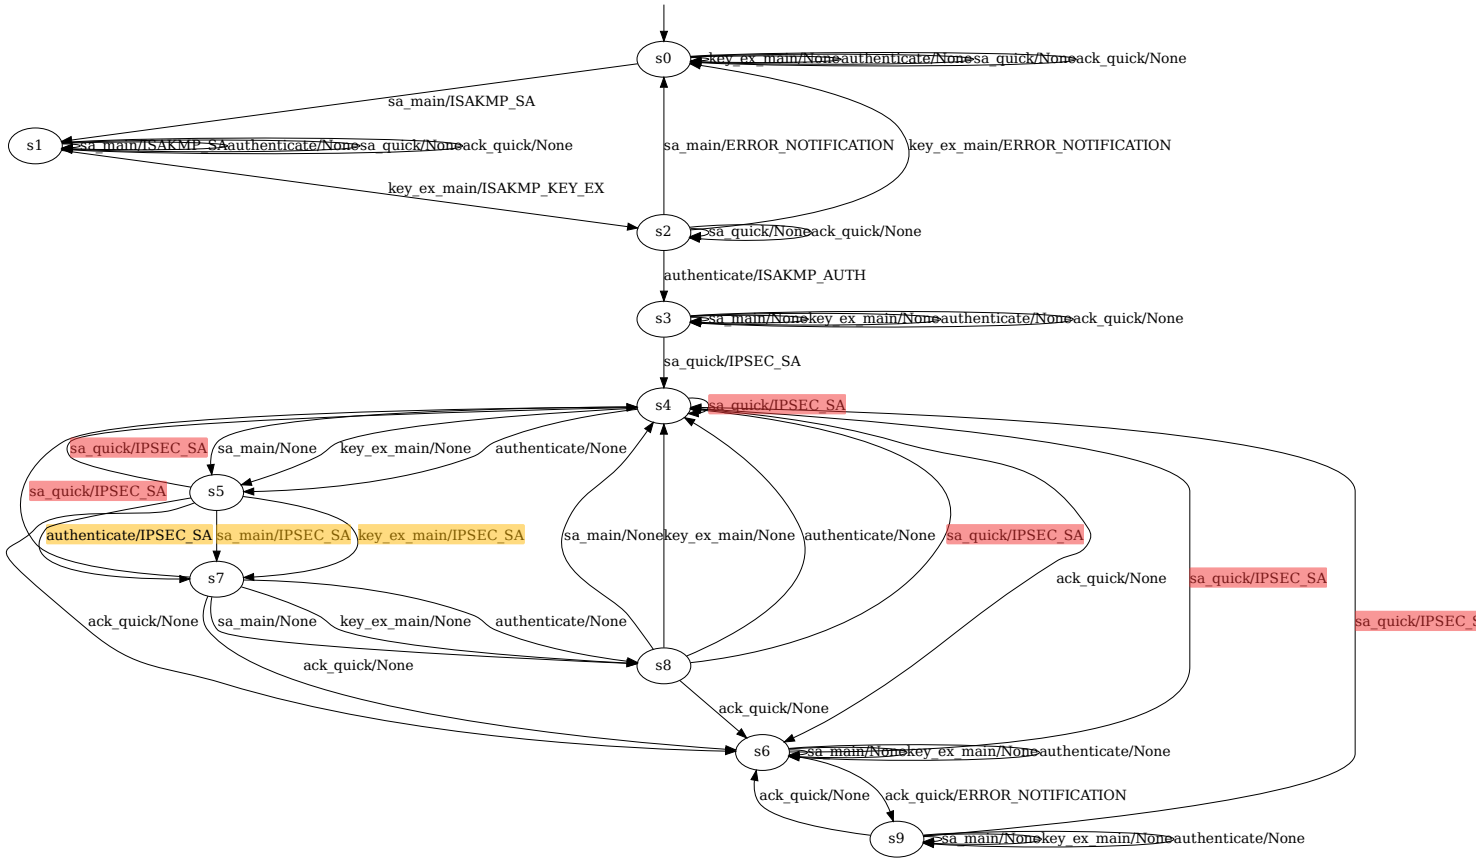 s0
key_ex_main/None
authenticate/None
sa_quick/None
ack_quick/None
sa_main/ISAKMP_SA
s1
sa_main/ISAKMP_SA
authenticate/None
sa_quick/None
ack_quick/None
sa_main/ERROR_NOTIFICATION
key_ex_main/ERROR_NOTIFICATION
key_ex_main/ISAKMP_KEY_EX
s2
sa_quick/None
ack_quick/None
authenticate/ISAKMP_AUTH
s3
sa_main/None
key_ex_main/None
authenticate/None
ack_quick/None
sa_quick/IPSEC_SA
s4
sa_quick/IPSEC_SA
sa_quick/IPSEC_SA
sa_main/None
key_ex_main/None
authenticate/None
sa_quick/IPSEC_SA
s5
authenticate/IPSEC_SA
sa_main/IPSEC_SA
key_ex_main/IPSEC_SA
sa_main/None
key_ex_main/None
authenticate/None
sa_quick/IPSEC_SA
s7
ack_quick/None
sa_quick/IPSEC_SA
ack_quick/None
sa_main/None
key_ex_main/None
authenticate/None
sa_quick/IPSEC_S
ack_quick/None
s8
ack_quick/None
s6
sa_main/None
key_ex_main/None
authenticate/None
ack_quick/None
ack_quick/ERROR_NOTIFICATION
s9
sa_main/None
key_ex_main/None
authenticate/None